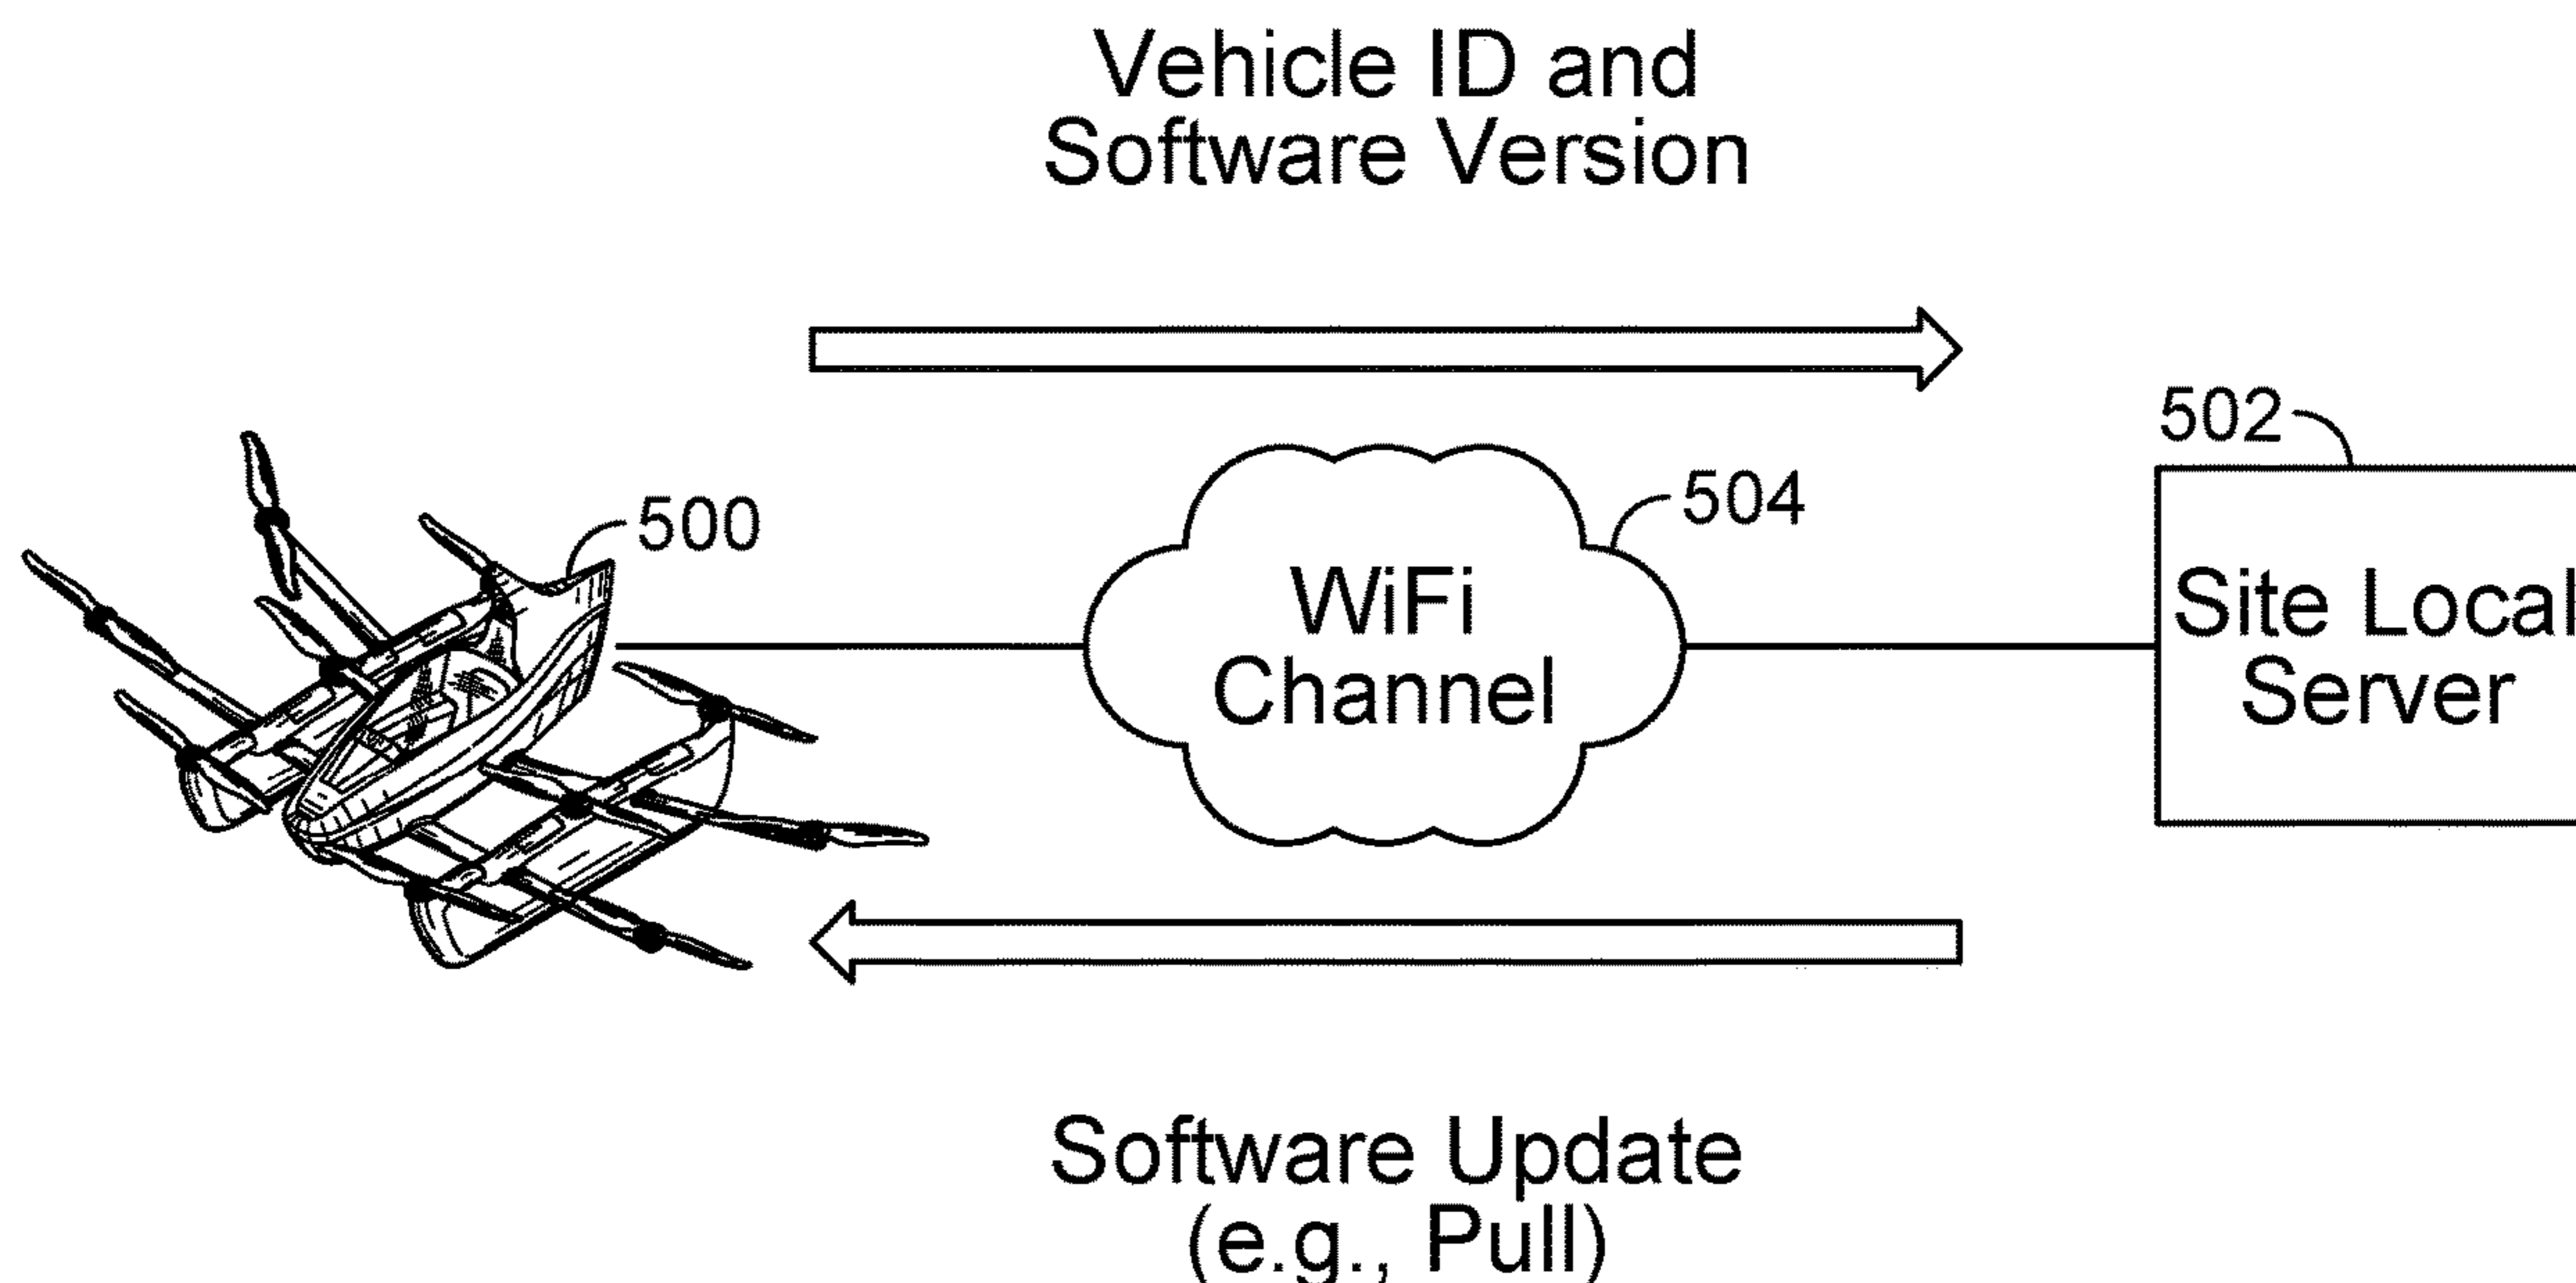 Vehicle ID and
Software Version
502
500
504
WiFi
Channel
Site Local
Server
Software Update
(e.g., Pull)